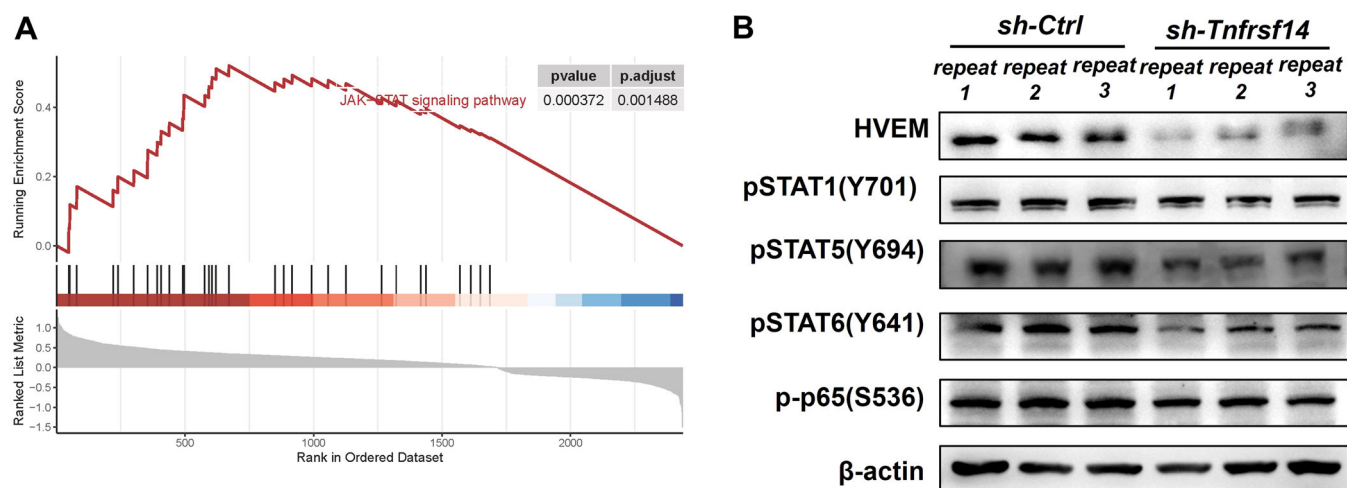 A
Running Enrichment Score
0.4
0.2
0.0
pvalue p.adjust
0.000372 0.001488
JAK−STAT signaling pathway
Ranked List Metric
1.0
0.5
0.0
−0.5
−1.0
−1.5
500 1000 1500 2000
Rank in Ordered Dataset
B
sh-Ctrl sh-Tnfrsf14
repeat repeat repeat repeat repeat repeat
1 2 3 1 2 3
HVEM
pSTAT1(Y701)
pSTAT5(Y694)
pSTAT6(Y641)
p-p65(S536)
β-actin